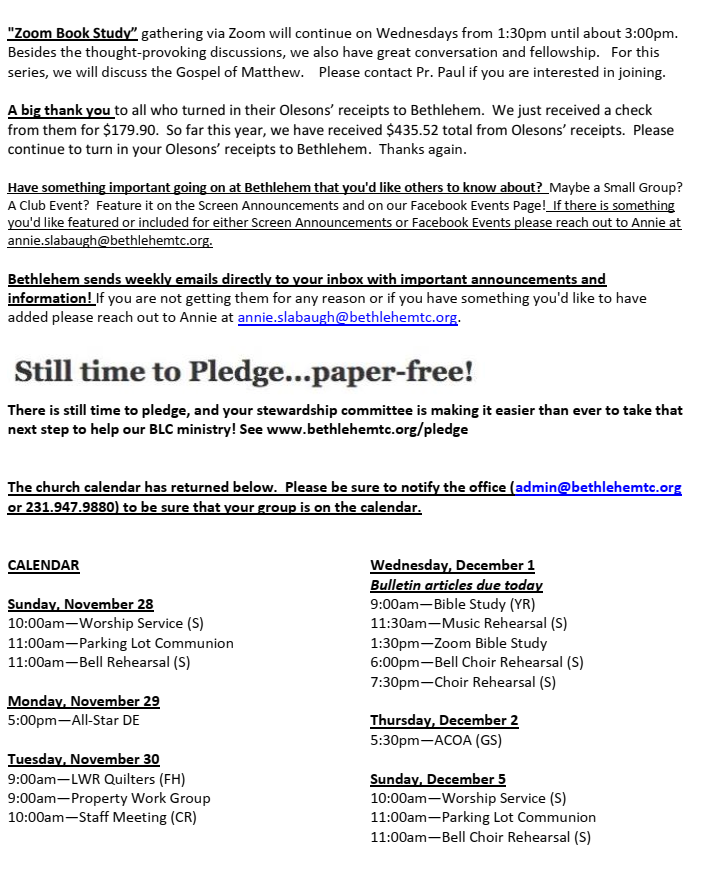 "Zoom Book Study” gathering via Zoom will continue on Wednesdays from 1:30pm until about 3:00pm.
Besides the thought-provoking discussions, we also have great conversation and fellowship. For this
series, we will discuss the Gospel of Matthew. Please contact Pr. Paul if you are interested in joining.
A big thank you to all who turned in their Olesons’ receipts to Bethlehem. We just received a check
from them for $179.90. So far this year, we have received $435.52 total from Olesons’ receipts. Please
continue to turn in your Olesons’ receipts to Bethlehem. Thanks again.
Have something important going on at Bethlehem that you'd like others to know about? Maybe a Small Group?
A Club Event? Feature it on the Screen Announcements and on our Facebook Events Page! If there is something
you'd like featured or included for either Screen Announcements or Facebook Events please reach out to Annie at
annie.slabaugh@bethlehemtc.org.
Bethlehem sends weekly emails directly to your inbox with important announcements and
information! If you are not getting them for any reason or if you have something you'd like to have
added please reach out to Annie at annie.slabaugh@bethlehemtc.org.
Still time to Pledge...paper-free!
There is still time to pledge, and your stewardship committee is making it easier than ever to take that
next step to help our BLC ministry! See www.bethlehemtc.org/pledge
The church calendar has returned below. Please be sure to notify the office (admin@bethlehemtc.org
or 231.947.9880) to be sure that your group is on the calendar.
CALENDAR
Sunday, November 28
10:00am—Worship Service (S)
11:00am—Parking Lot Communion
11:00am—Bell Rehearsal (S)
Monday, November 29
5:00pm—All-Star DE
Tuesday, November 30
9:00am—LWR Quilters (FH)
9:00am—Property Work Group
10:00am—Staff Meeting (CR)
Wednesday, December 1
Bulletin articles due today
9:00am—Bible Study (YR)
11:30am—Music Rehearsal (S)
1:30pm—Zoom Bible Study
6:00pm—Bell Choir Rehearsal (S)
7:30pm—Choir Rehearsal (S)
Thursday, December 2
5:30pm—ACOA (GS)
Sunday, December 5
10:00am—Worship Service (S)
11:00am—Parking Lot Communion
11:00am—Bell Choir Rehearsal (S)